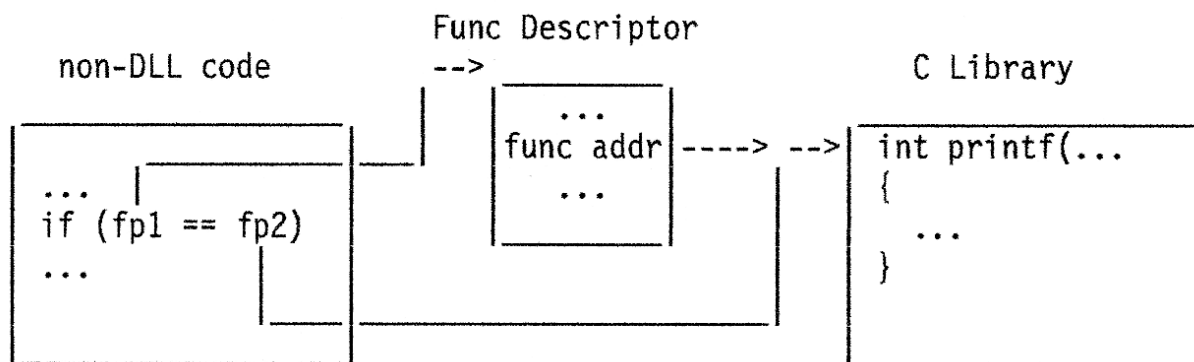 Func Descriptor
non-DLL code --> C Library
...
func addr ----> --> int printf(...
... ... {
if (fp1 == fp2) ...
... }